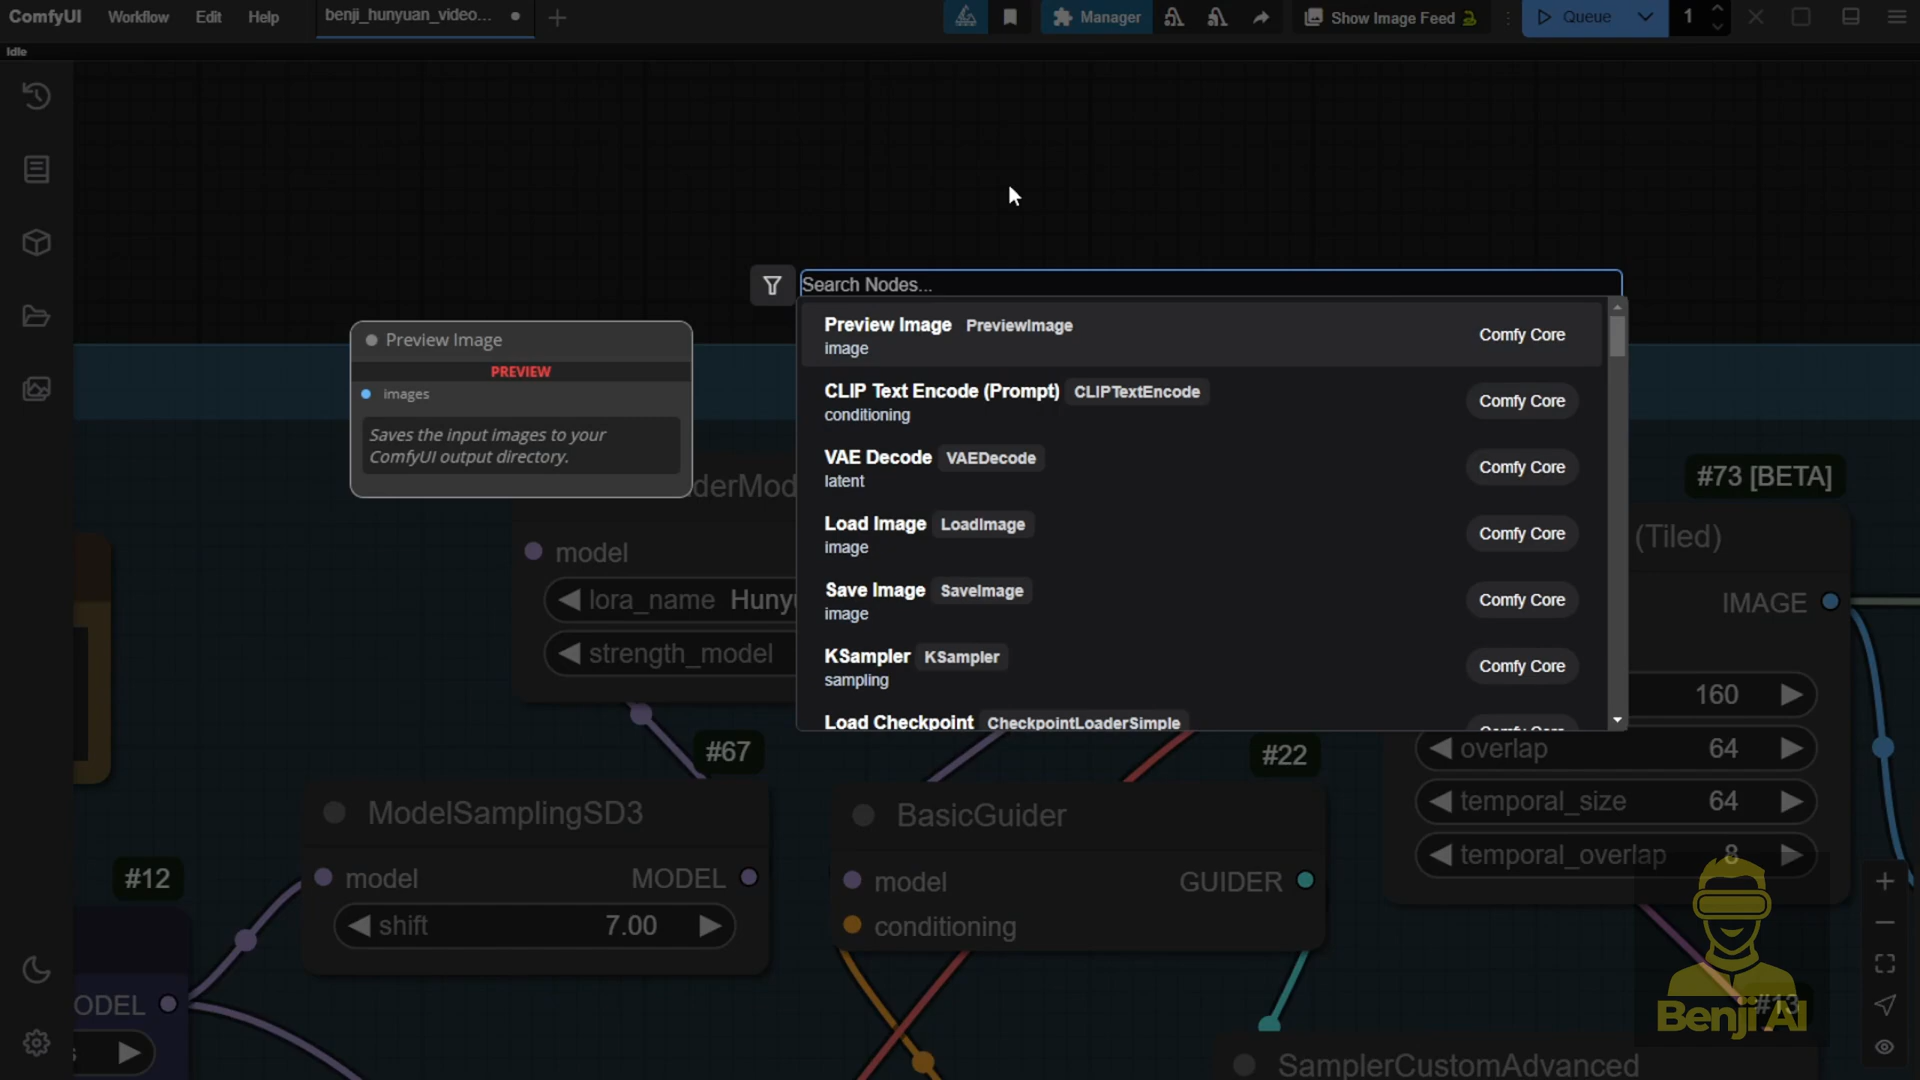 ComfyUI Workflow Edit Help benji_hunyuan_video... Manager Show Image Feed Queue 1
Idle
Search Nodes...
Preview Image PreviewImage Comfy Core
image
Preview Image
PREVIEW
images
Saves the input images to your
ComfyUI output directory.
CLIP Text Encode (Prompt) CLIPTextEncode Comfy Core
conditioning
VAE Decode VAEDecode Comfy Core
latent
Load Image LoadImage Comfy Core
image
Save Image SaveImage Comfy Core
image
KSampler KSampler Comfy Core
sampling
Load Checkpoint CheckpointLoaderSimple Comfy Core
derMod
model
lora_name Huny
strength_model
#73 [BETA]
(Tiled)
IMAGE
160
overlap 64
temporal_size 64
temporal_overlap 8
#67
ModelSamplingSD3
model MODEL
shift 7.00
#22
BasicGuider
model GUIDER
conditioning
#12
ODEL
s
#13
SamplerCustomAdvanced
Benji AI